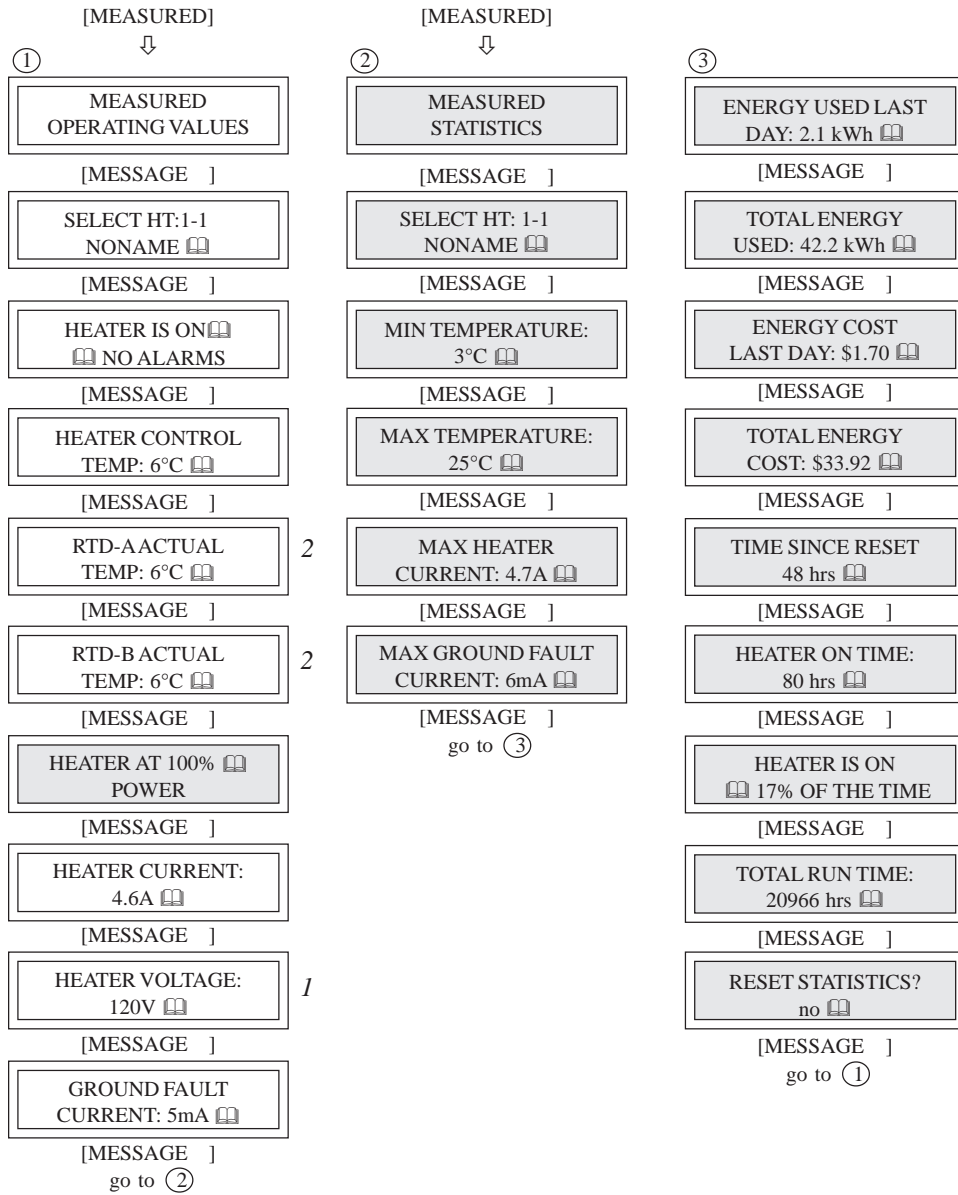 [MEASURED]
⇩
①
MEASURED
OPERATING VALUES
[MESSAGE ]
SELECT HT:1-1
NONAME 🕮
[MESSAGE ]
HEATER IS ON🕮
🕮 NO ALARMS
[MESSAGE ]
HEATER CONTROL
TEMP: 6°C 🕮
[MESSAGE ]
RTD-A ACTUAL
TEMP: 6°C 🕮
2
[MESSAGE ]
RTD-B ACTUAL
TEMP: 6°C 🕮
2
[MESSAGE ]
HEATER AT 100% 🕮
POWER
[MESSAGE ]
HEATER CURRENT:
4.6A 🕮
[MESSAGE ]
HEATER VOLTAGE:
120V 🕮
1
[MESSAGE ]
GROUND FAULT
CURRENT: 5mA 🕮
[MESSAGE ]
go to ②
[MEASURED]
⇩
②
MEASURED
STATISTICS
[MESSAGE ]
SELECT HT: 1-1
NONAME 🕮
[MESSAGE ]
MIN TEMPERATURE:
3°C 🕮
[MESSAGE ]
MAX TEMPERATURE:
25°C 🕮
[MESSAGE ]
MAX HEATER
CURRENT: 4.7A 🕮
[MESSAGE ]
MAX GROUND FAULT
CURRENT: 6mA 🕮
[MESSAGE ]
go to ③
③
ENERGY USED LAST
DAY: 2.1 kWh 🕮
[MESSAGE ]
TOTAL ENERGY
USED: 42.2 kWh 🕮
[MESSAGE ]
ENERGY COST
LAST DAY: $1.70 🕮
[MESSAGE ]
TOTAL ENERGY
COST: $33.92 🕮
[MESSAGE ]
TIME SINCE RESET
48 hrs 🕮
[MESSAGE ]
HEATER ON TIME:
80 hrs 🕮
[MESSAGE ]
HEATER IS ON
🕮 17% OF THE TIME
[MESSAGE ]
TOTAL RUN TIME:
20966 hrs 🕮
[MESSAGE ]
RESET STATISTICS?
no 🕮
[MESSAGE ]
go to ①